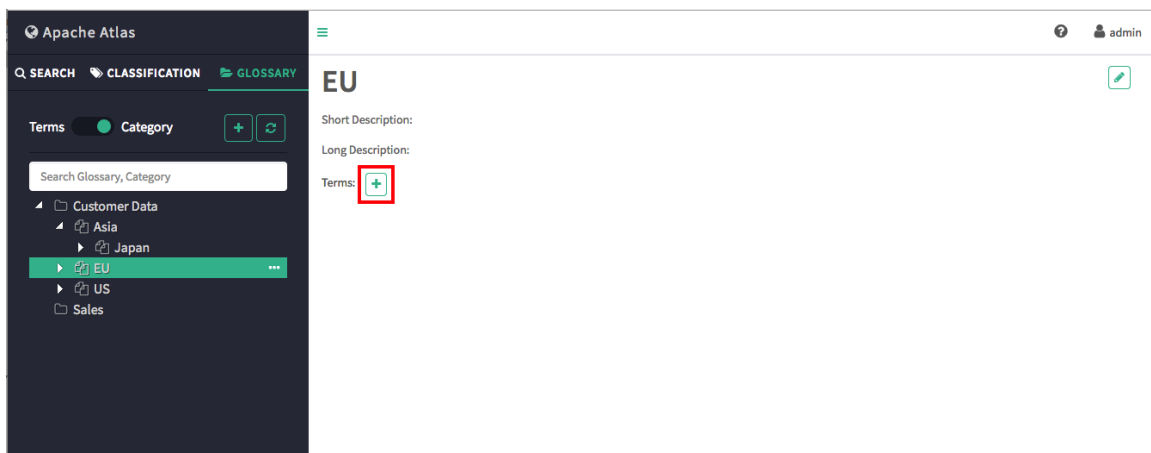 Apache Atlas
admin
SEARCH CLASSIFICATION GLOSSARY
Terms Category
Search Glossary, Category
Customer Data
Asia
Japan
EU
US
Sales
EU
Short Description:
Long Description:
Terms: